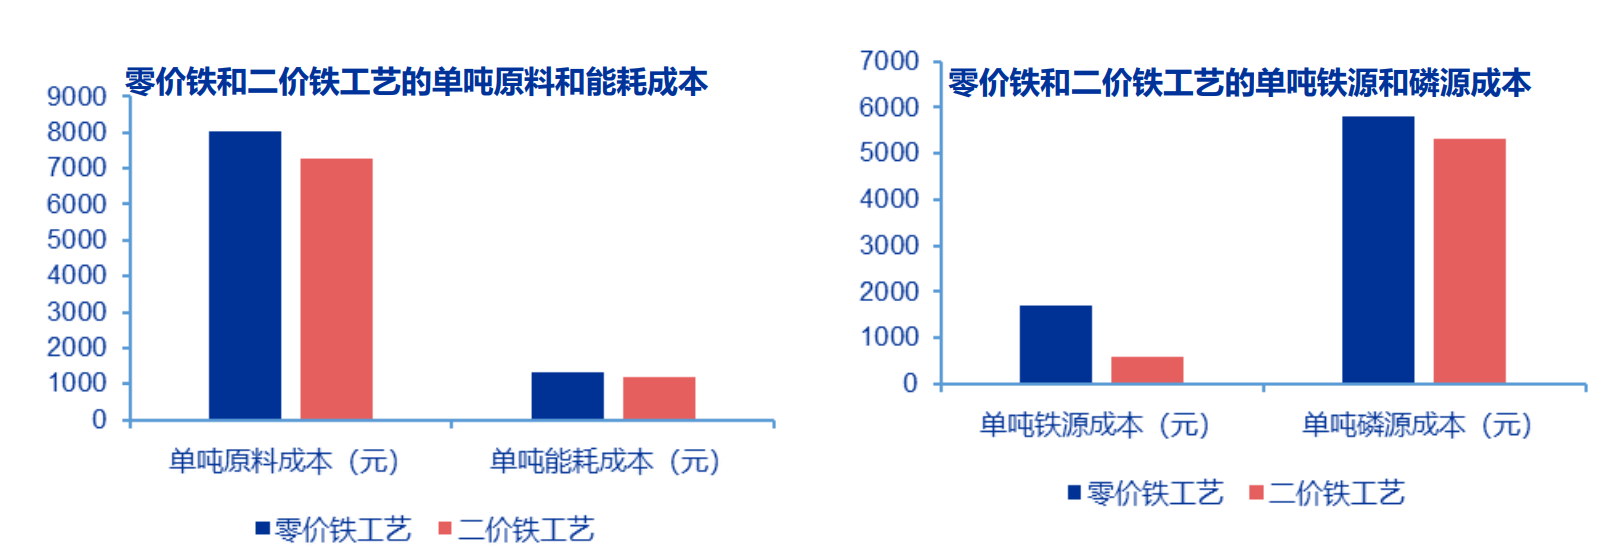 零价铁和二价铁工艺的单吨原料和能耗成本
9000
8000
7000
6000
5000
4000
3000
2000
1000
0
单吨原料成本（元）
单吨能耗成本（元）
零价铁工艺
二价铁工艺
零价铁和二价铁工艺的单吨铁源和磷源成本
7000
6000
5000
4000
3000
2000
1000
0
单吨铁源成本（元）
单吨磷源成本（元）
零价铁工艺
二价铁工艺